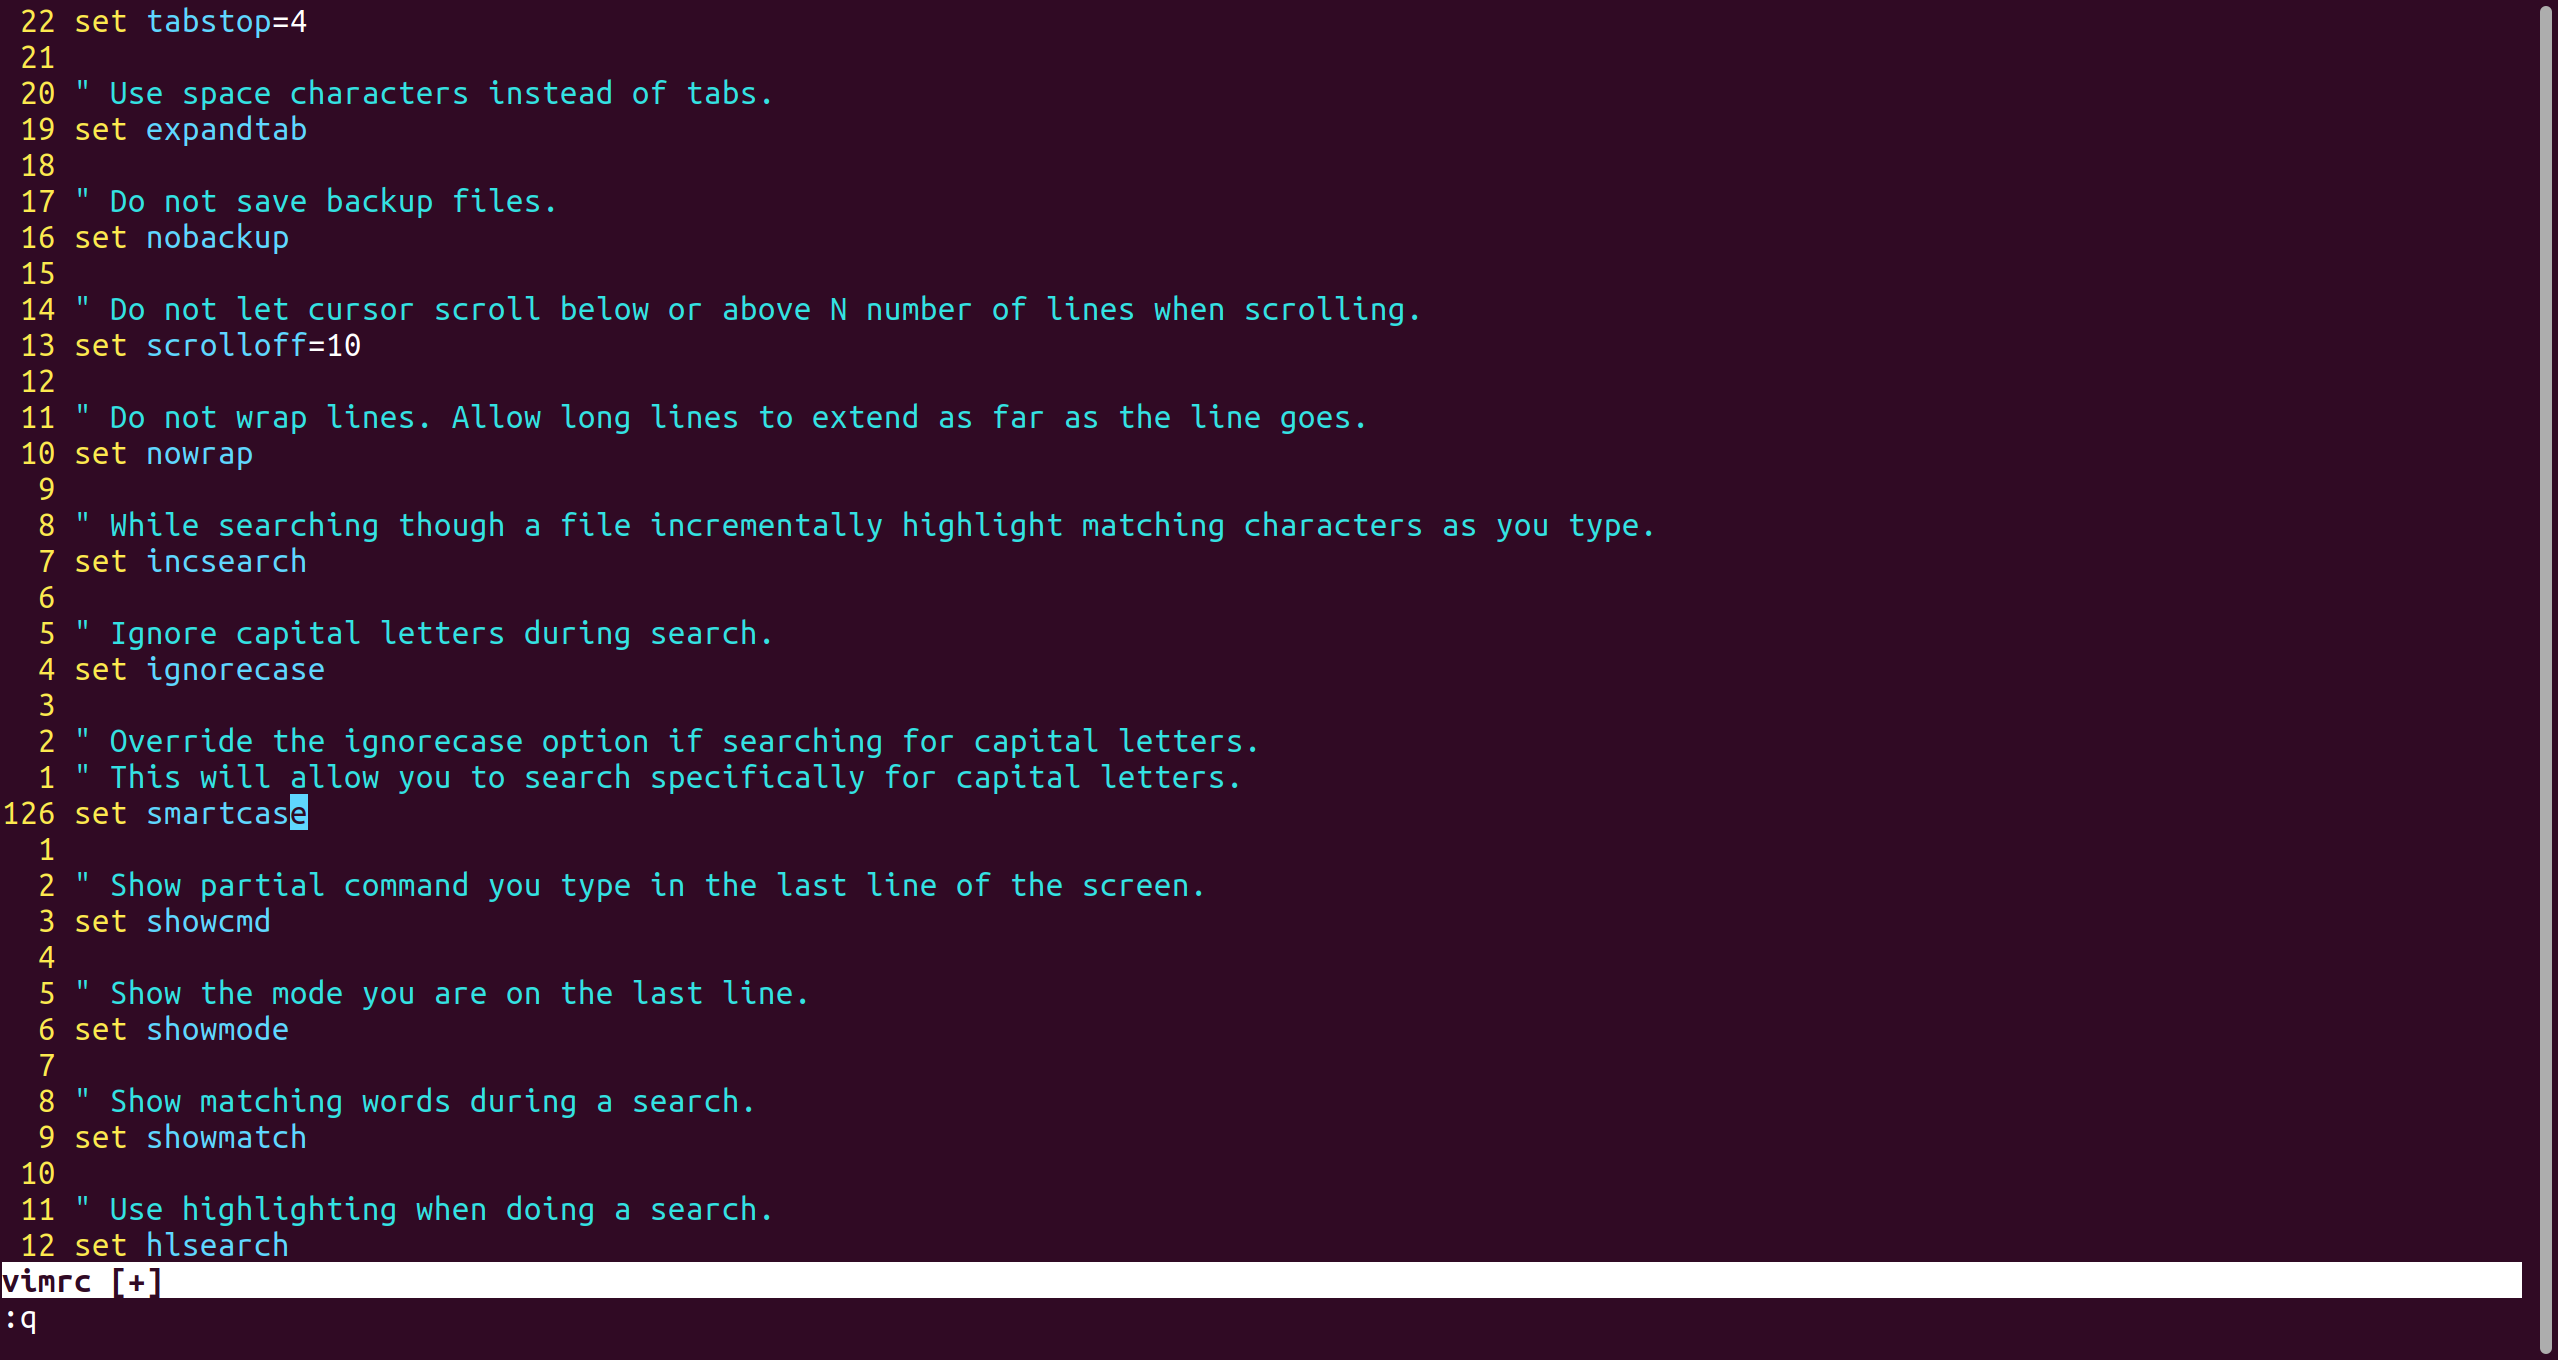 22 set tabstop=4
21
20 " Use space characters instead of tabs.
19 set expandtab
18
17 " Do not save backup files.
16 set nobackup
15
14 " Do not let cursor scroll below or above N number of lines when scrolling.
13 set scrolloff=10
12
11 " Do not wrap lines. Allow long lines to extend as far as the line goes.
10 set nowrap
9
8 " While searching though a file incrementally highlight matching characters as you type.
7 set incsearch
6
5 " Ignore capital letters during search.
4 set ignorecase
3
2 " Override the ignorecase option if searching for capital letters.
1 " This will allow you to search specifically for capital letters.
126 set smartcase
1
2 " Show partial command you type in the last line of the screen.
3 set showcmd
4
5 " Show the mode you are on the last line.
6 set showmode
7
8 " Show matching words during a search.
9 set showmatch
10
11 " Use highlighting when doing a search.
12 set hlsearch
vimrc [+]
:q